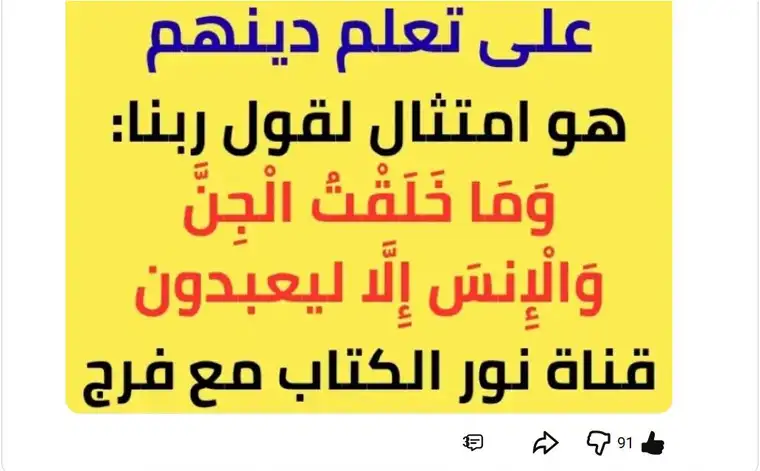 على تعلم دينهم
هو امتثال لقول ربنا:
وَمَا خَلَقْتُ الْجِنَّ
وَالْإِنسَ إِلَّا ليعبدون
قناة نور الكتاب مع فرج
91